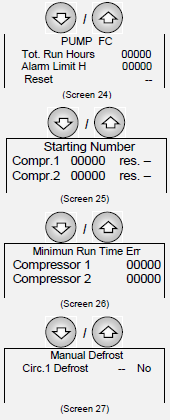 /
PUMP FC
Tot. Run Hours 00000
Alarm Limit H 00000
Reset --
(Screen 24)
/
Starting Number
Compr.1 00000 res. –
Compr.2 00000 res. –
(Screen 25)
/
Minimun Run Time Err
Compressor 1 00000
Compressor 2 00000
(Screen 26)
/
Manual Defrost
Circ.1 Defrost -- No
(Screen 27)